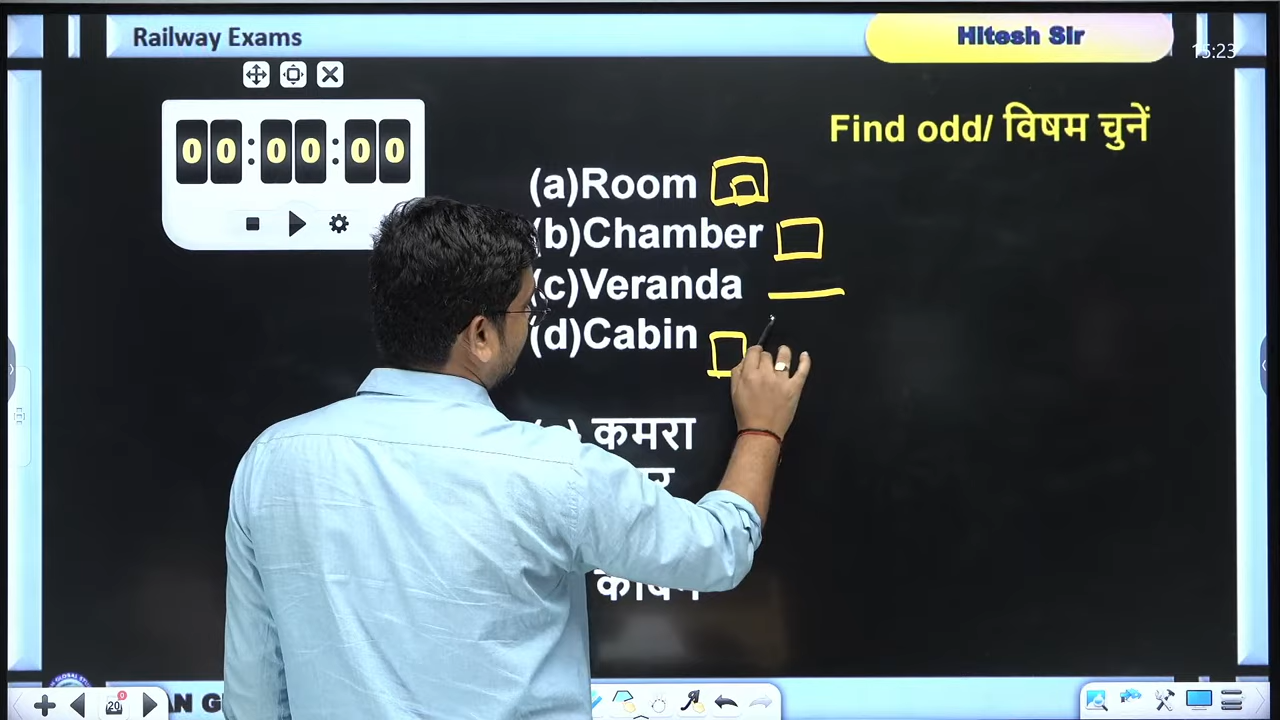 Railway Exams
Hitesh Sir
15:23
00:00:00
Find odd/ विषम चुनें
(a)Room
(b)Chamber
(c)Veranda
(d)Cabin
कमरा
20